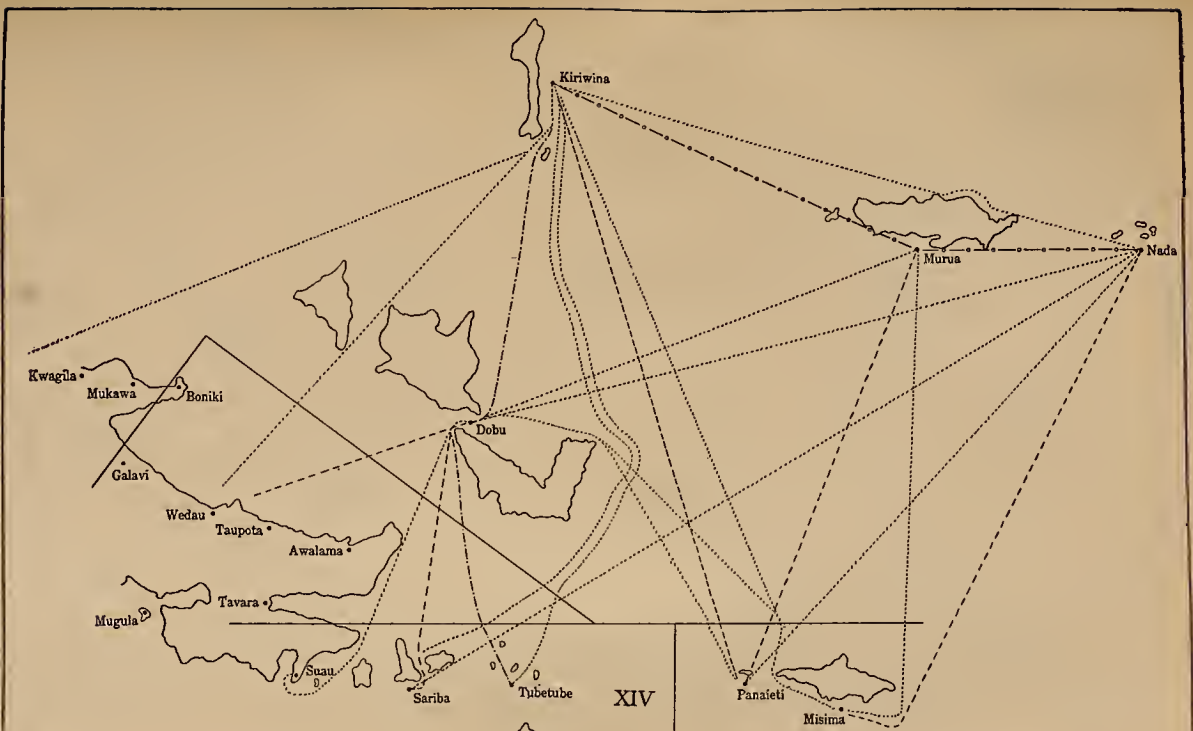 Kiriwina
Murua
Nada
Kwagila
Mukawa
Boniki
Dobu
Galavi
Wedau
Taupota
Awalama
Tavara
Mugula
Suau
Sariba
Tubetube
XIV
Panaieti
Misima